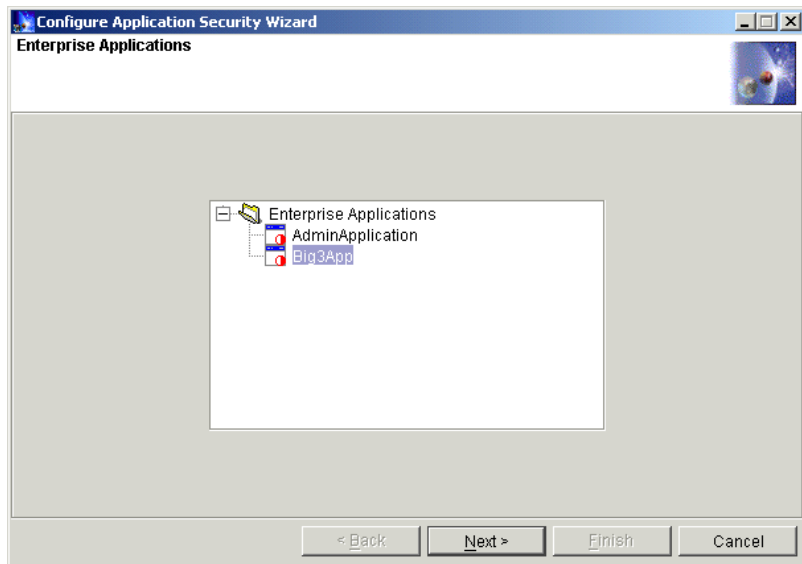 Configure Application Security Wizard
Enterprise Applications
Enterprise Applications
AdminApplication
Big3App
< Back Next > Finish Cancel